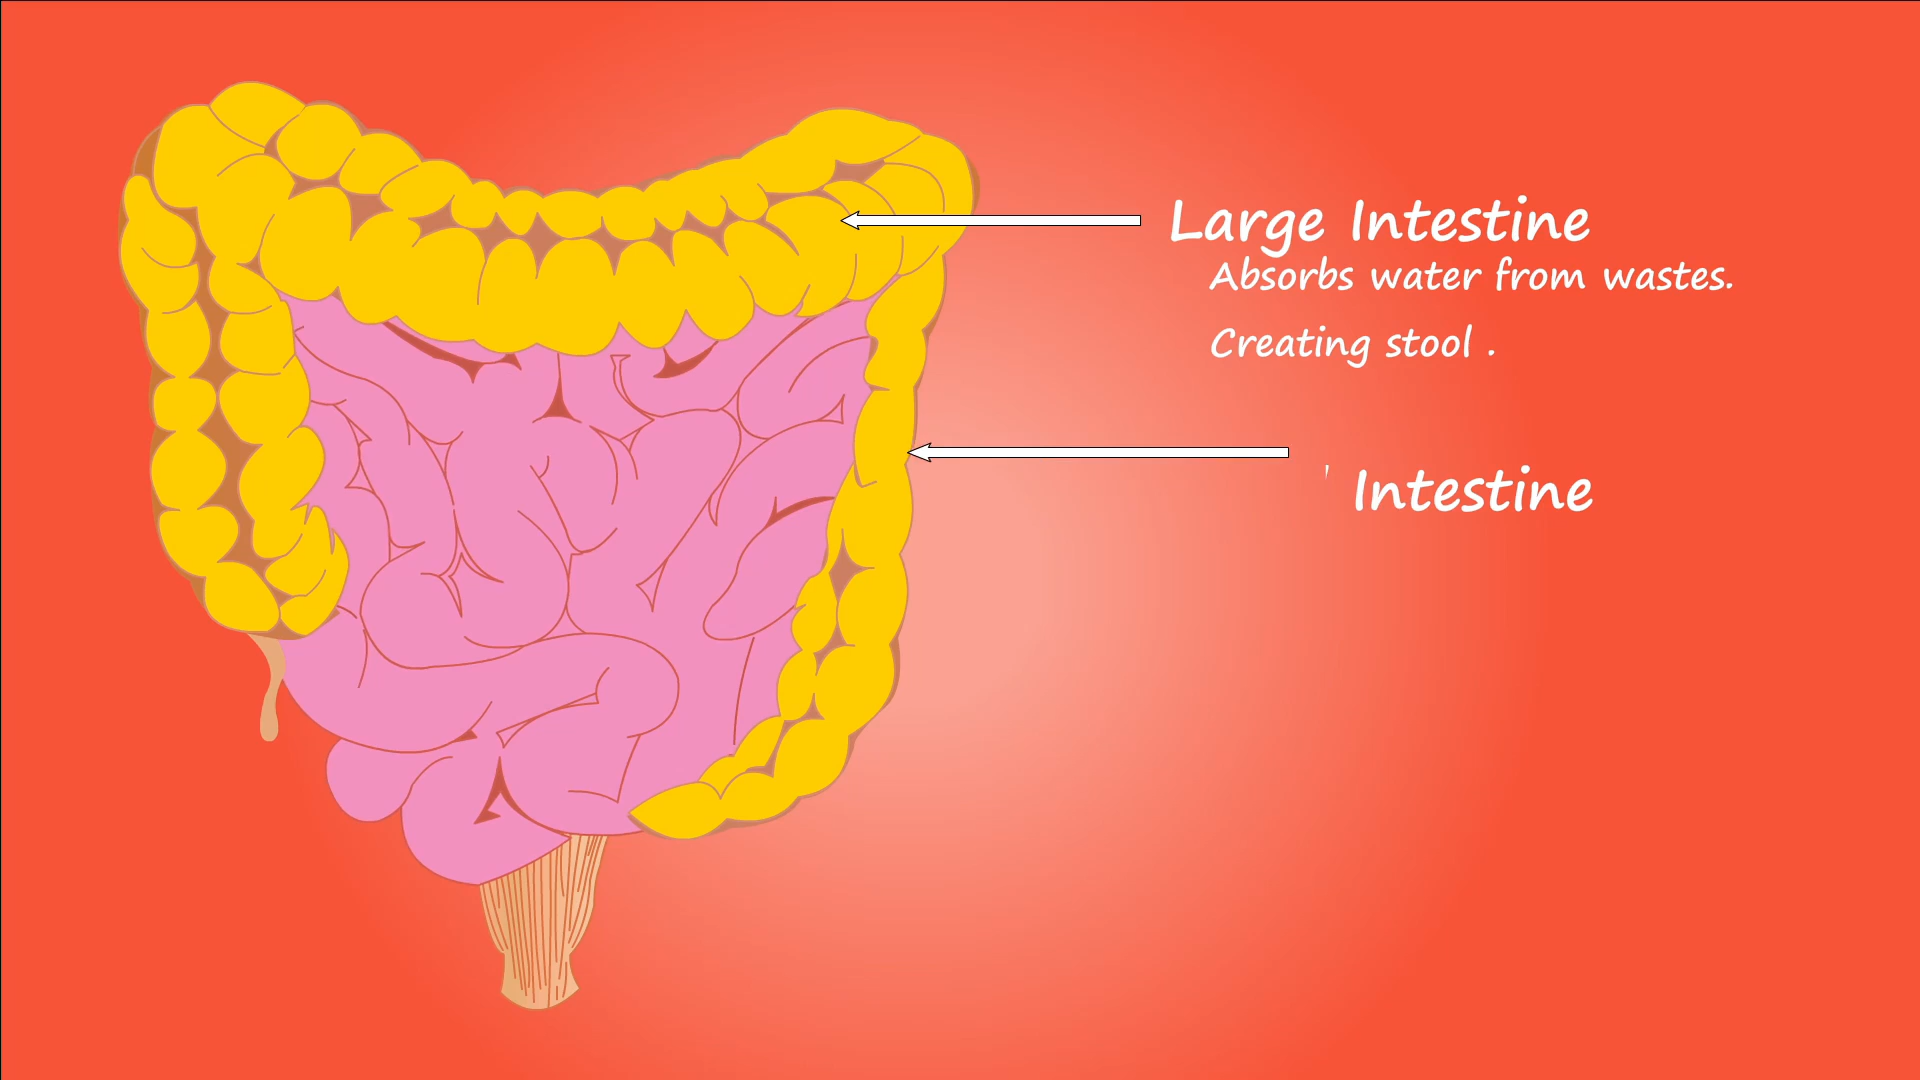 Large Intestine
Absorbs water from wastes.
Creating stool .
Intestine